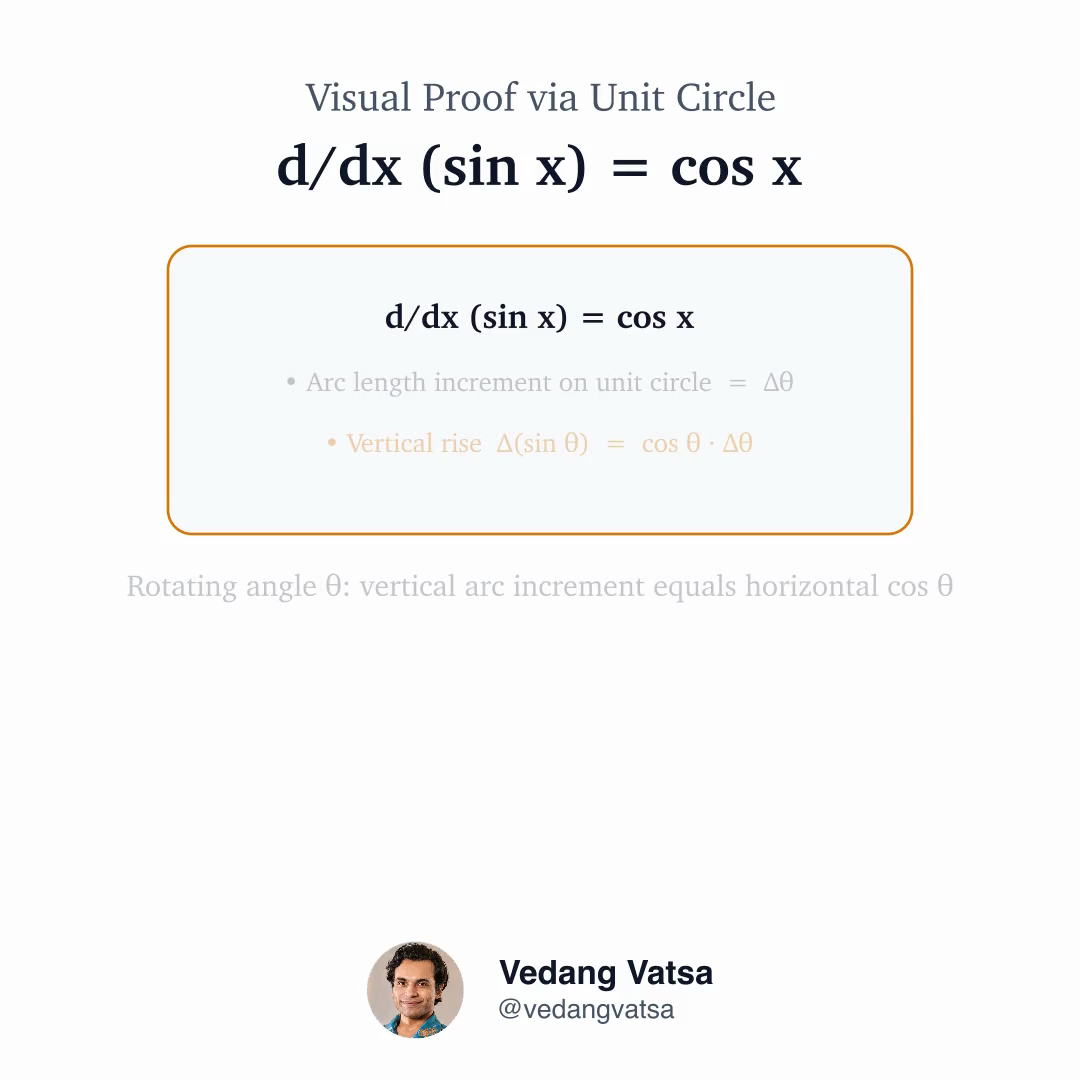 Visual Proof via Unit Circle
d/dx (sin x) = cos x
d/dx (sin x) = cos x
• Arc length increment on unit circle = Δθ
• Vertical rise Δ(sin θ) = cos θ · Δθ
Rotating angle θ: vertical arc increment equals horizontal cos θ
Vedang Vatsa
@vedangvatsa